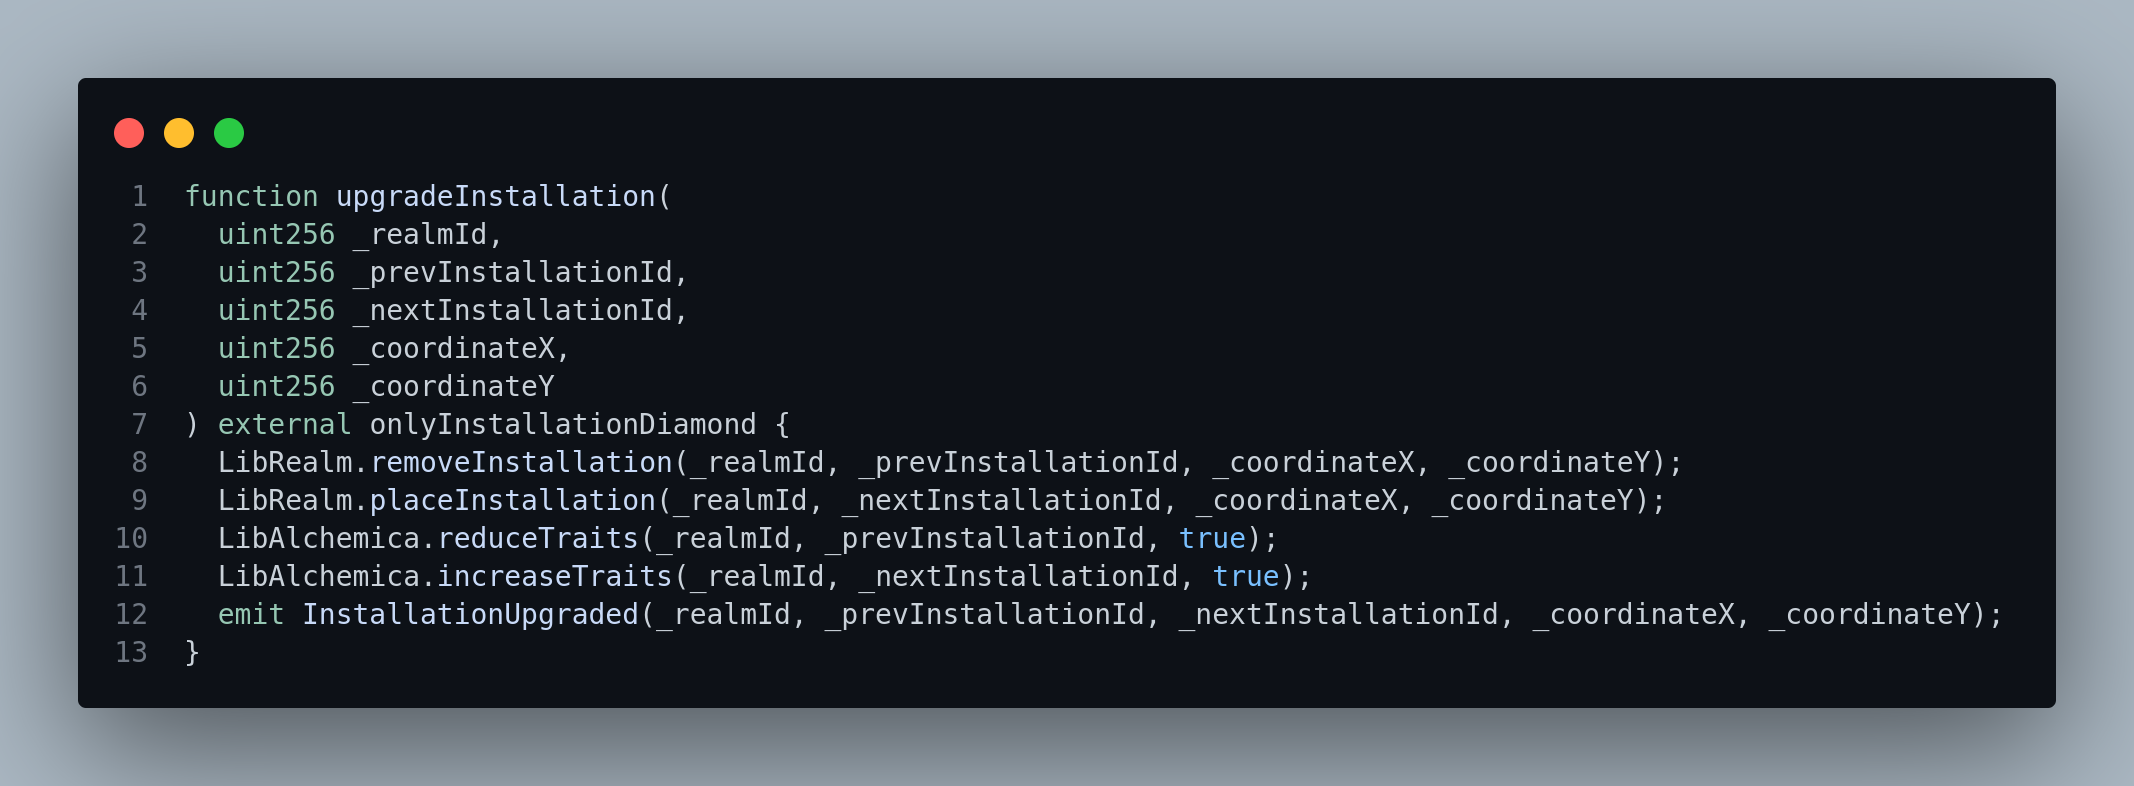 1 function upgradeInstallation(
2   uint256 _realmId,
3   uint256 _prevInstallationId,
4   uint256 _nextInstallationId,
5   uint256 _coordinateX,
6   uint256 _coordinateY
7 ) external onlyInstallationDiamond {
8   LibRealm.removeInstallation(_realmId, _prevInstallationId, _coordinateX, _coordinateY);
9   LibRealm.placeInstallation(_realmId, _nextInstallationId, _coordinateX, _coordinateY);
10   LibAlchemica.reduceTraits(_realmId, _prevInstallationId, true);
11   LibAlchemica.increaseTraits(_realmId, _nextInstallationId, true);
12   emit InstallationUpgraded(_realmId, _prevInstallationId, _nextInstallationId, _coordinateX, _coordinateY);
13 }